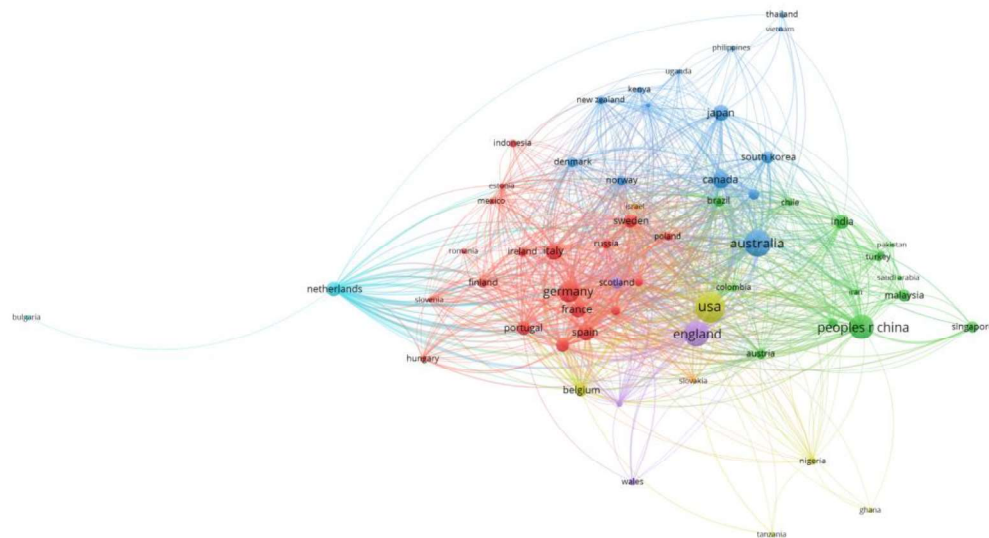 thailand
vietnam
philippines
uganda
kenya
new zealand
japan
indonesia
south korea
denmark
canada
norway
estonia
mexico
brazil
chile
israel
sweden
india
poland
russia
australia
pakistan
romania
ireland
italy
turkey
saudi arabia
finland
scotland
netherlands
germany
colombia
iran
malaysia
slovenia
france
usa
bulgaria
portugal
spain
england
peoples r china
singapor
hungary
austria
slovakia
belgium
nigeria
wales
ghana
tanzania